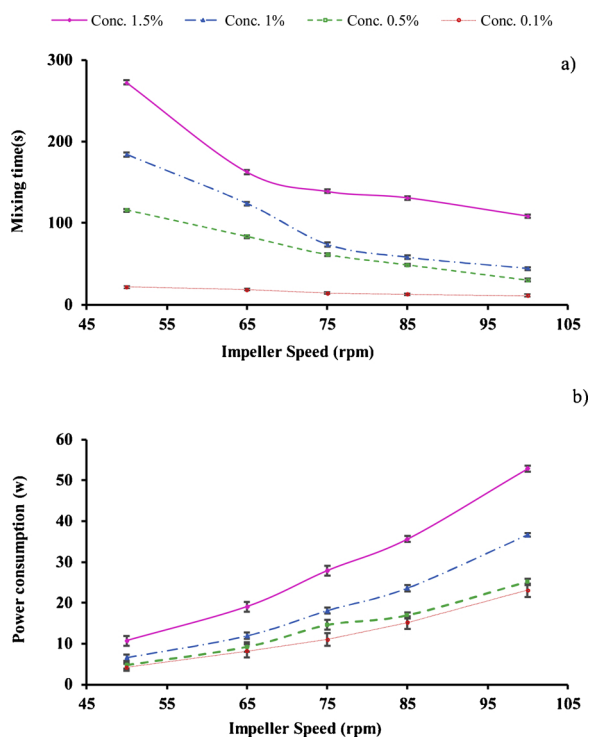 Conc. 1.5% Conc. 1% Conc. 0.5% Conc. 0.1%
a)
300
200
100
0
45 55 65 75 85 95 105
Mixing time(s)
Impeller Speed (rpm)
b)
60
50
40
30
20
10
0
45 55 65 75 85 95 105
Power consumption (w)
Impeller Speed (rpm)